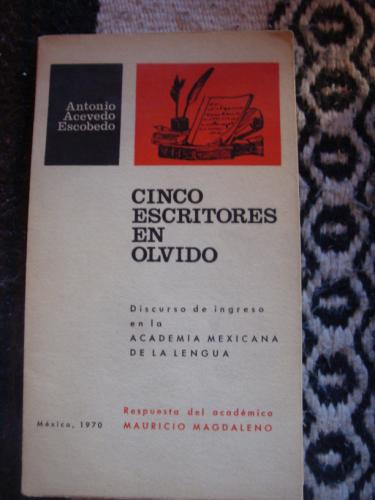 Antonio
Acevedo
Escobedo
CINCO
ESCRITORES
EN
OLVIDO
Discurso de ingreso
en la
ACADEMIA MEXICANA
DE LA LENGUA
Respuesta del académico
México, 1970
MAURICIO MAGDALENO